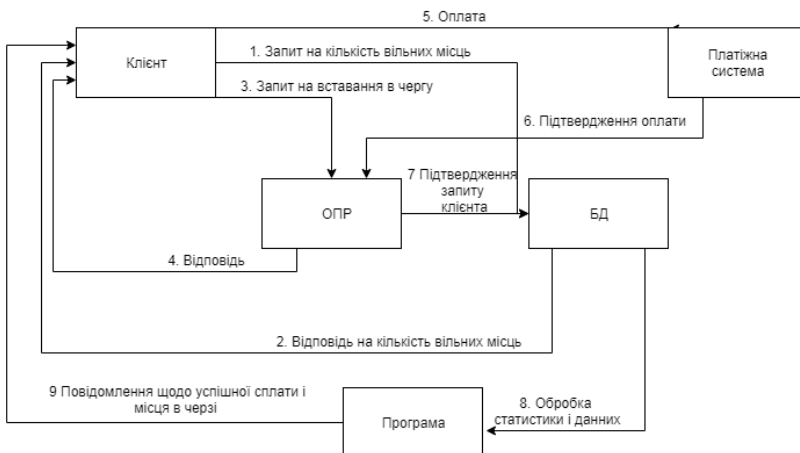 5. Оплата
Клієнт
1. Запит на кількість вільних місць
Платіжна
система
3. Запит на вставання в чергу
6. Підтвердження оплати
7 Підтвердження
запиту
клієнта
ОПР
БД
4. Відповідь
2. Відповідь на кількість вільних місць
9 Повідомлення щодо успішної сплати і
місця в черзі
8. Обробка
статистики і данних
Програма